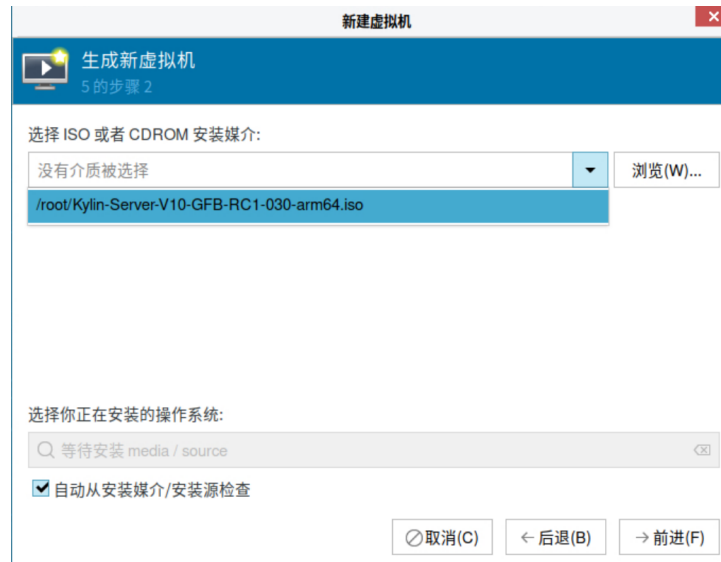 新建虚拟机
生成新虚拟机
5 的步骤 2
选择 ISO 或者 CDROM 安装媒介:
没有介质被选择
浏览(W)...
/root/Kylin-Server-V10-GFB-RC1-030-arm64.iso
选择你正在安装的操作系统:
等待安装 media / source
自动从安装媒介/安装源检查
取消(C)
后退(B)
前进(F)